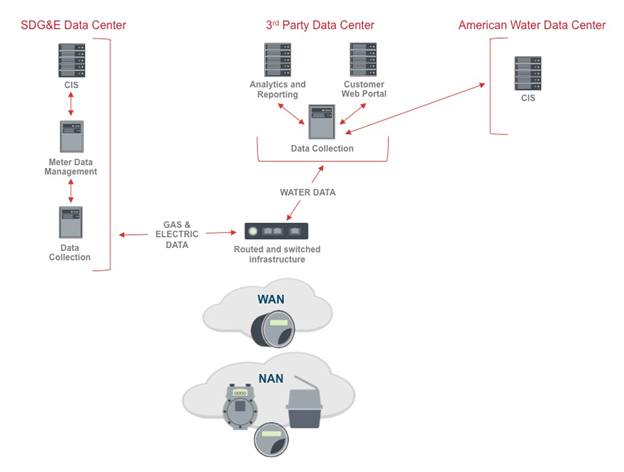 SDG&E Data Center
3rd Party Data Center
American Water Data Center
CIS
Meter Data
Management
Data
Collection
Analytics and
Reporting
Customer
Web Portal
Data Collection
CIS
WATER DATA
GAS &
ELECTRIC
DATA
Routed and switched
infrastructure
WAN
NAN